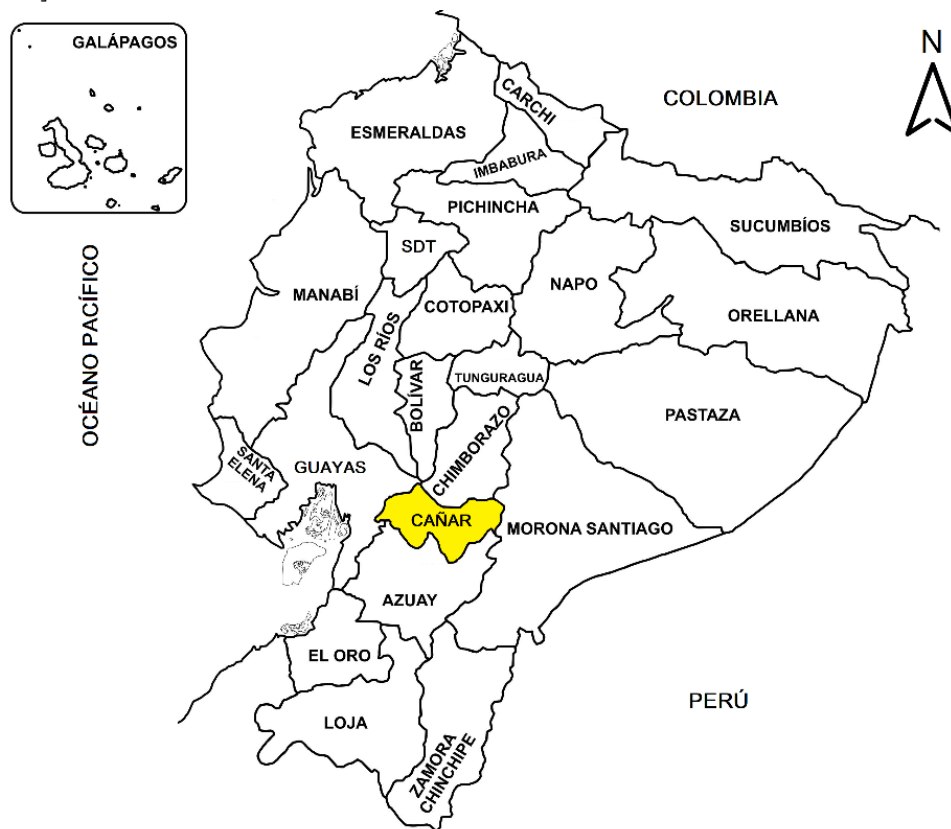 GALÁPAGOS
N
COLOMBIA
CARCHI
ESMERALDAS
IMBABURA
PICHINCHA
SUCUMBÍOS
SDT
OCÉANO PACÍFICO
MANABÍ
COTOPAXI
NAPO
ORELLANA
LOS RÍOS
BOLÍVAR
TUNGURAGUA
PASTAZA
CHIMBORAZO
SANTA
ELENA
GUAYAS
CAÑAR
MORONA SANTIAGO
AZUAY
EL ORO
PERÚ
LOJA
ZAMORA
CHINCHIPE